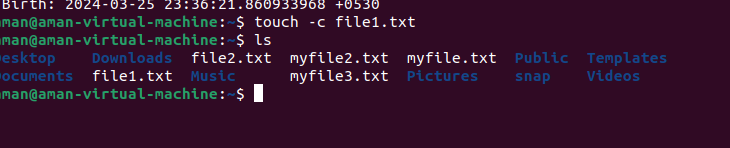 Birth: 2024-03-25 23:36:21.860933968 +0530
aman@aman-virtual-machine:~$ touch -c file1.txt
aman@aman-virtual-machine:~$ ls
Desktop Downloads file2.txt myfile2.txt myfile.txt Public Templates
Documents file1.txt Music myfile3.txt Pictures snap Videos
aman@aman-virtual-machine:~$